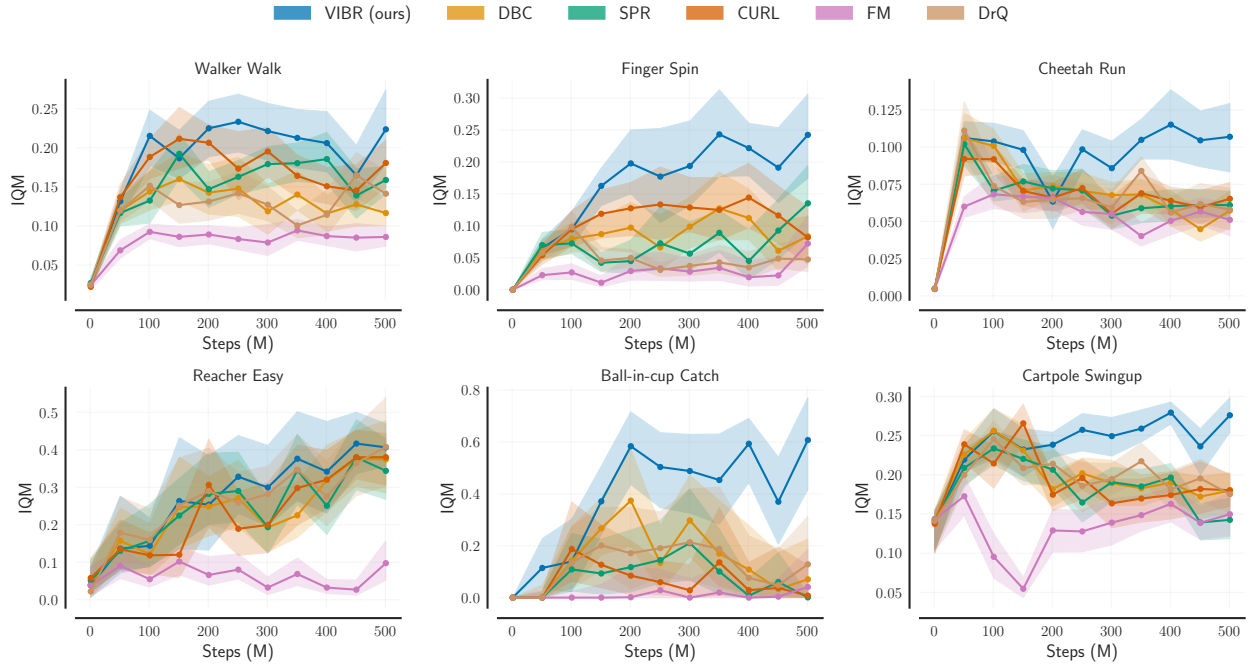 VIBR (ours) DBC SPR CURL FM DrQ
Walker Walk Finger Spin Cheetah Run
IQM
0.25
0.20
0.15
0.10
0.05
0 100 200 300 400 500
Steps (M)
IQM
0.30
0.25
0.20
0.15
0.10
0.05
0.00
0 100 200 300 400 500
Steps (M)
IQM
0.125
0.100
0.075
0.050
0.025
0.000
0 100 200 300 400 500
Steps (M)
Reacher Easy Ball-in-cup Catch Cartpole Swingup
IQM
0.5
0.4
0.3
0.2
0.1
0.0
0 100 200 300 400 500
Steps (M)
IQM
0.8
0.6
0.4
0.2
0.0
0 100 200 300 400 500
Steps (M)
IQM
0.30
0.25
0.20
0.15
0.10
0.05
0 100 200 300 400 500
Steps (M)